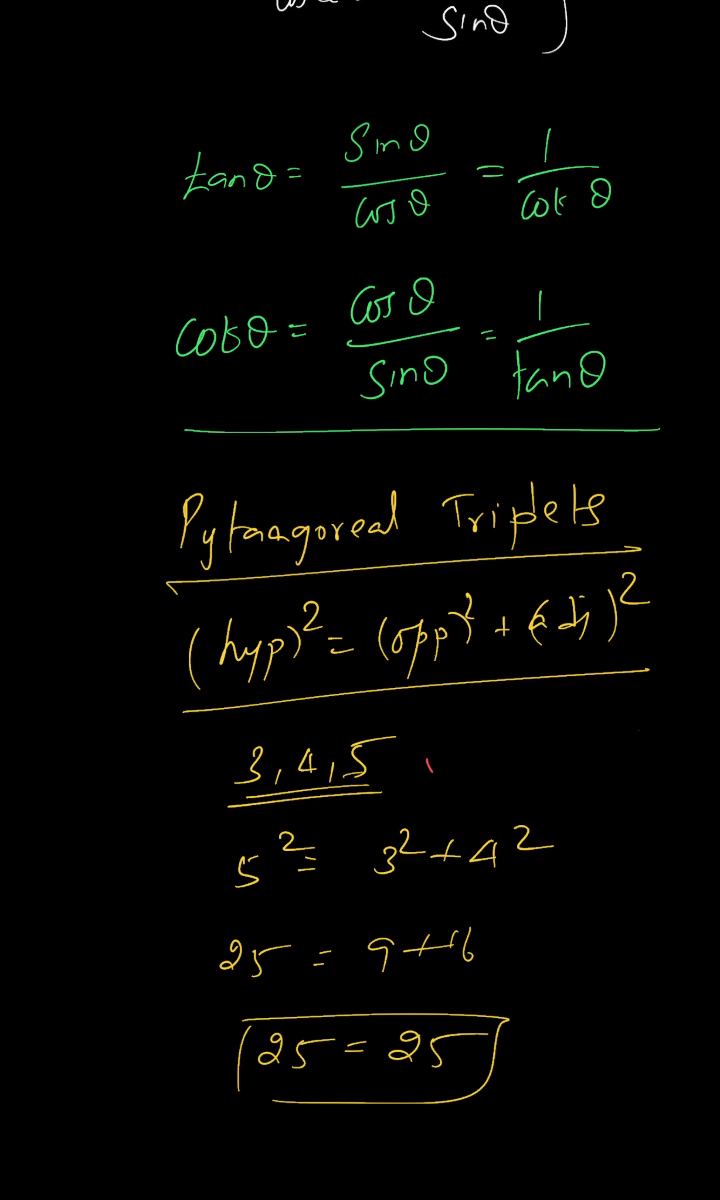 sinθ
tanθ = sinθ/cosθ = 1/cotθ
cotθ = cosθ/sinθ = 1/tanθ
Pytaagoreal Triplets
(hyp)² = (opp)² + (adj)²
3,4,5
5² = 3² + 4²
25 = 9+16
25 = 25